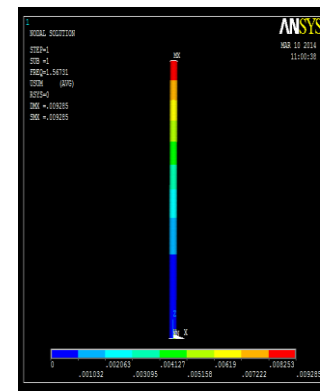 1
NODAL SOLUTION
STEP=1
SUB =1
FREQ=1.56731
USUM (AVG)
RSYS=0
DMX =.009285
SMX =.009285
ANSYS
MAR 10 2014
11:00:38
MX
Z
X
0 .002063 .004127 .00619 .008253
.001032 .003095 .005158 .007222 .009285